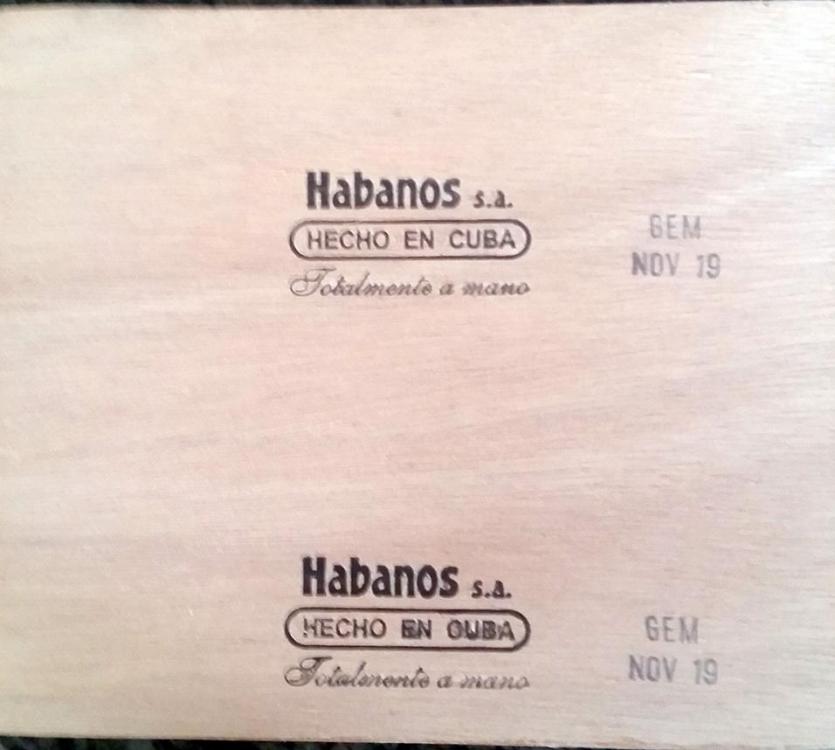 Habanos s.a.
HECHO EN CUBA
Totalmente a mano
GEM
NOV 19
Habanos s.a.
HECHO EN CUBA
Totalmente a mano
GEM
NOV 19